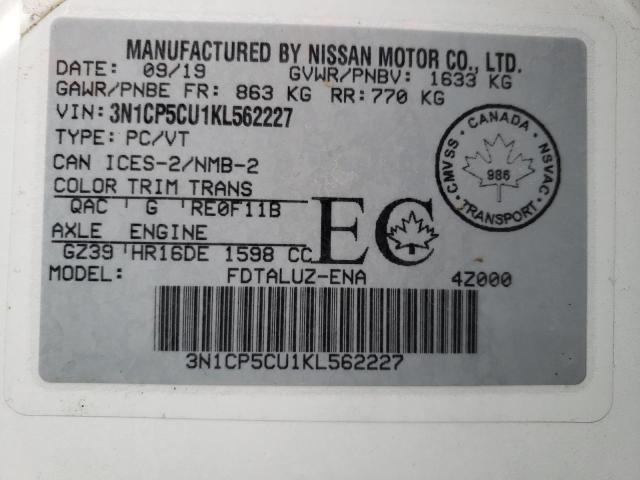 MANUFACTURED BY NISSAN MOTOR CO., LTD.
DATE: 09/19 GVWR/PNBV: 1633 KG
GAWR/PNBE FR: 863 KG RR: 770 KG
VIN: 3N1CP5CU1KL562227
TYPE: PC/VT
CAN ICES-2/NMB-2
COLOR TRIM TRANS
QAC G RE0F11B
AXLE ENGINE
GZ39 HR16DE 1598 CC
EC
CANADA
CMVSS NSVAC
986
TRANSPORT
MODEL: FDTALUZ-ENA 4Z000
3N1CP5CU1KL562227